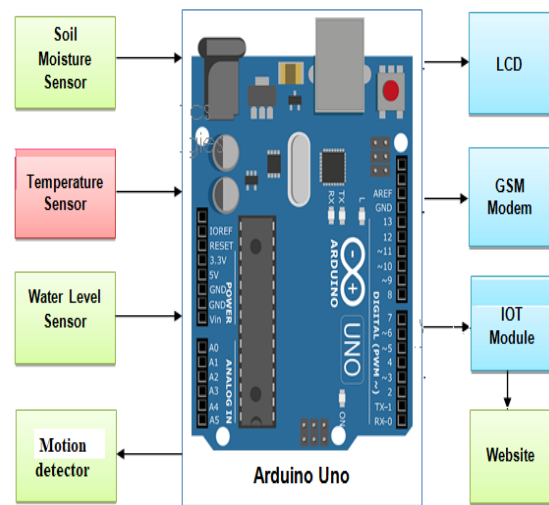 Soil
Moisture
Sensor
Temperature
Sensor
Water Level
Sensor
Motion
detector
IOREF
RESET
3.3V
5V
GND
GND
Vin
POWER
A0
A1
A2
A3
A4
A5
ANALOG IN
TX
RX
L
ARDUINO
UNO
ON
AREF
GND
13
12
~11
~10
~9
8
7
~6
~5
4
~3
2
TX-1
RX-0
DIGITAL (PWM ~)
Arduino Uno
LCD
GSM
Modem
IOT
Module
Website